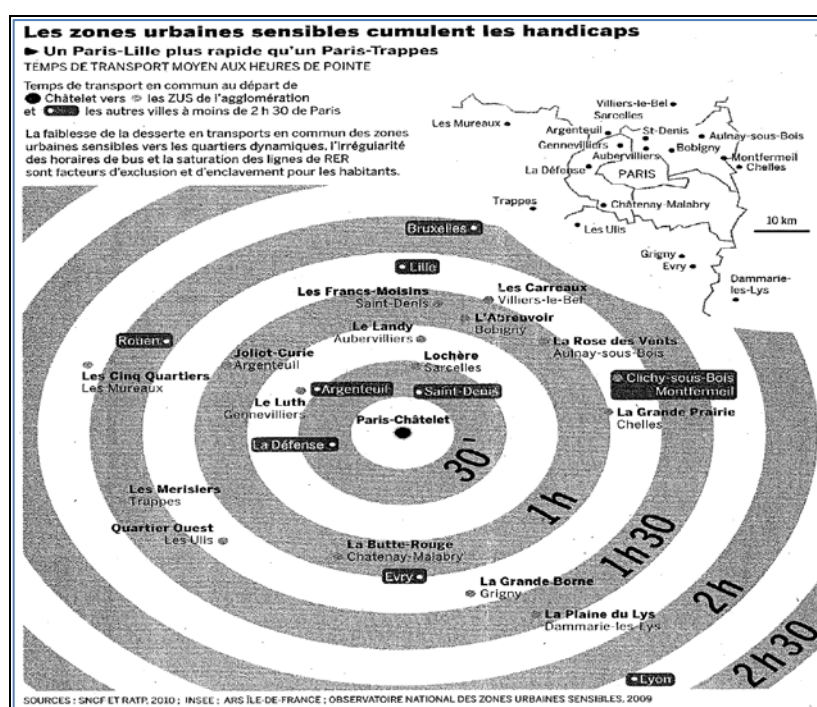 Les zones urbaines sensibles cumulent les handicaps
► Un Paris-Lille plus rapide qu'un Paris-Trappes
TEMPS DE TRANSPORT MOYEN AUX HEURES DE POINTE
Temps de transport en commun au départ de
Châtelet vers les ZUS de l'agglomération
et les autres villes à moins de 2 h 30 de Paris
La faiblesse de la desserte en transports en commun des zones
urbaines sensibles vers les quartiers dynamiques, l'irrégularité
des horaires de bus et la saturation des lignes de RER
sont facteurs d'exclusion et d'enclavement pour les habitants.
Villiers-le-Bel
Sarcelles
Les Mureaux
Argenteuil
St-Denis
Aulnay-sous-Bois
Gennevilliers
Bobigny
Aubervilliers
Montfermeil
La Défense
PARIS
Chelles
Trappes
Châtenay-Malabry
Les Ulis
10 km
Grigny
Evry
Dammarie-
les-Lys
Bruxelles
Lille
Les Francs-Moisins
Saint-Denis
Les Carreaux
Villiers-le-Bel
L'Abreuvoir
Bobigny
Le Landy
Aubervilliers
La Rose des Vents
Aulnay-sous-Bois
Rouen
Joliot-Curie
Argenteuil
Lochère
Sarcelles
Les Cinq Quartiers
Les Mureaux
Argenteuil
Saint-Denis
Clichy-sous-Bois
Montfermeil
Le Luth
Gennevilliers
Paris-Châtelet
La Grande Prairie
Chelles
La Défense
30'
Les Merisiers
Trappes
1h
Quartier Ouest
Les Ulis
La Butte-Rouge
Chatenay-Malabry
1h30
Evry
La Grande-Borne
Grigny
2h
La Plaine du Lys
Dammarie-les-Lys
2h30
Lyon
SOURCES : SNCF ET RATP, 2010 ; INSEE ; ARS ÎLE-DE-FRANCE ; OBSERVATOIRE NATIONAL DES ZONES URBAINES SENSIBLES, 2009